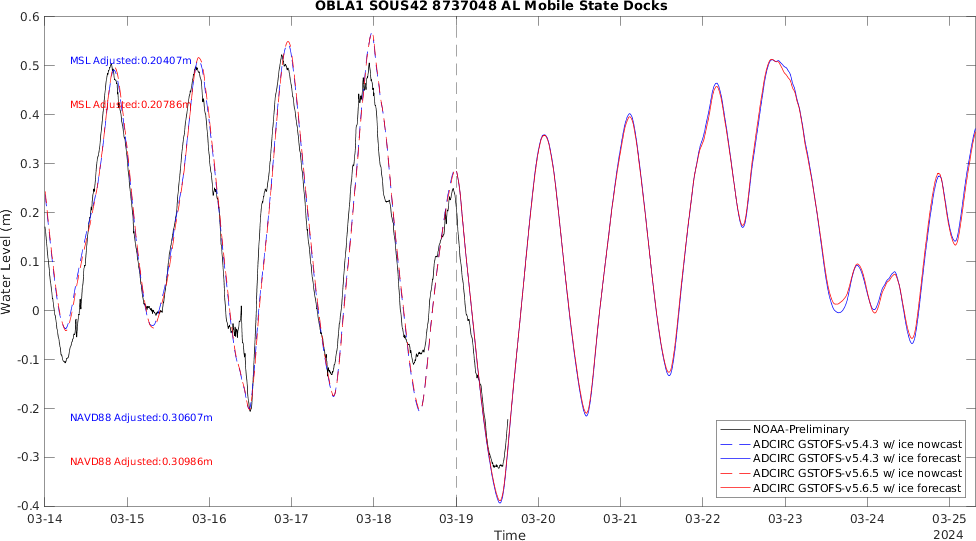 OBLA1 SOUS42 8737048 AL Mobile State Docks
0.6
0.5
0.4
0.3
0.2
0.1
0
-0.1
-0.2
-0.3
-0.4
Water Level (m)
MSL Adjusted:0.20407m
MSL Adjusted:0.20786m
NAVD88 Adjusted:0.30607m
NAVD88 Adjusted:0.30986m
NOAA-Preliminary
ADCIRC GSTOFS-v5.4.3 w/ ice nowcast
ADCIRC GSTOFS-v5.4.3 w/ ice forecast
ADCIRC GSTOFS-v5.6.5 w/ ice nowcast
ADCIRC GSTOFS-v5.6.5 w/ ice forecast
03-14 03-15 03-16 03-17 03-18 03-19 03-20 03-21 03-22 03-23 03-24 03-25
2024
Time